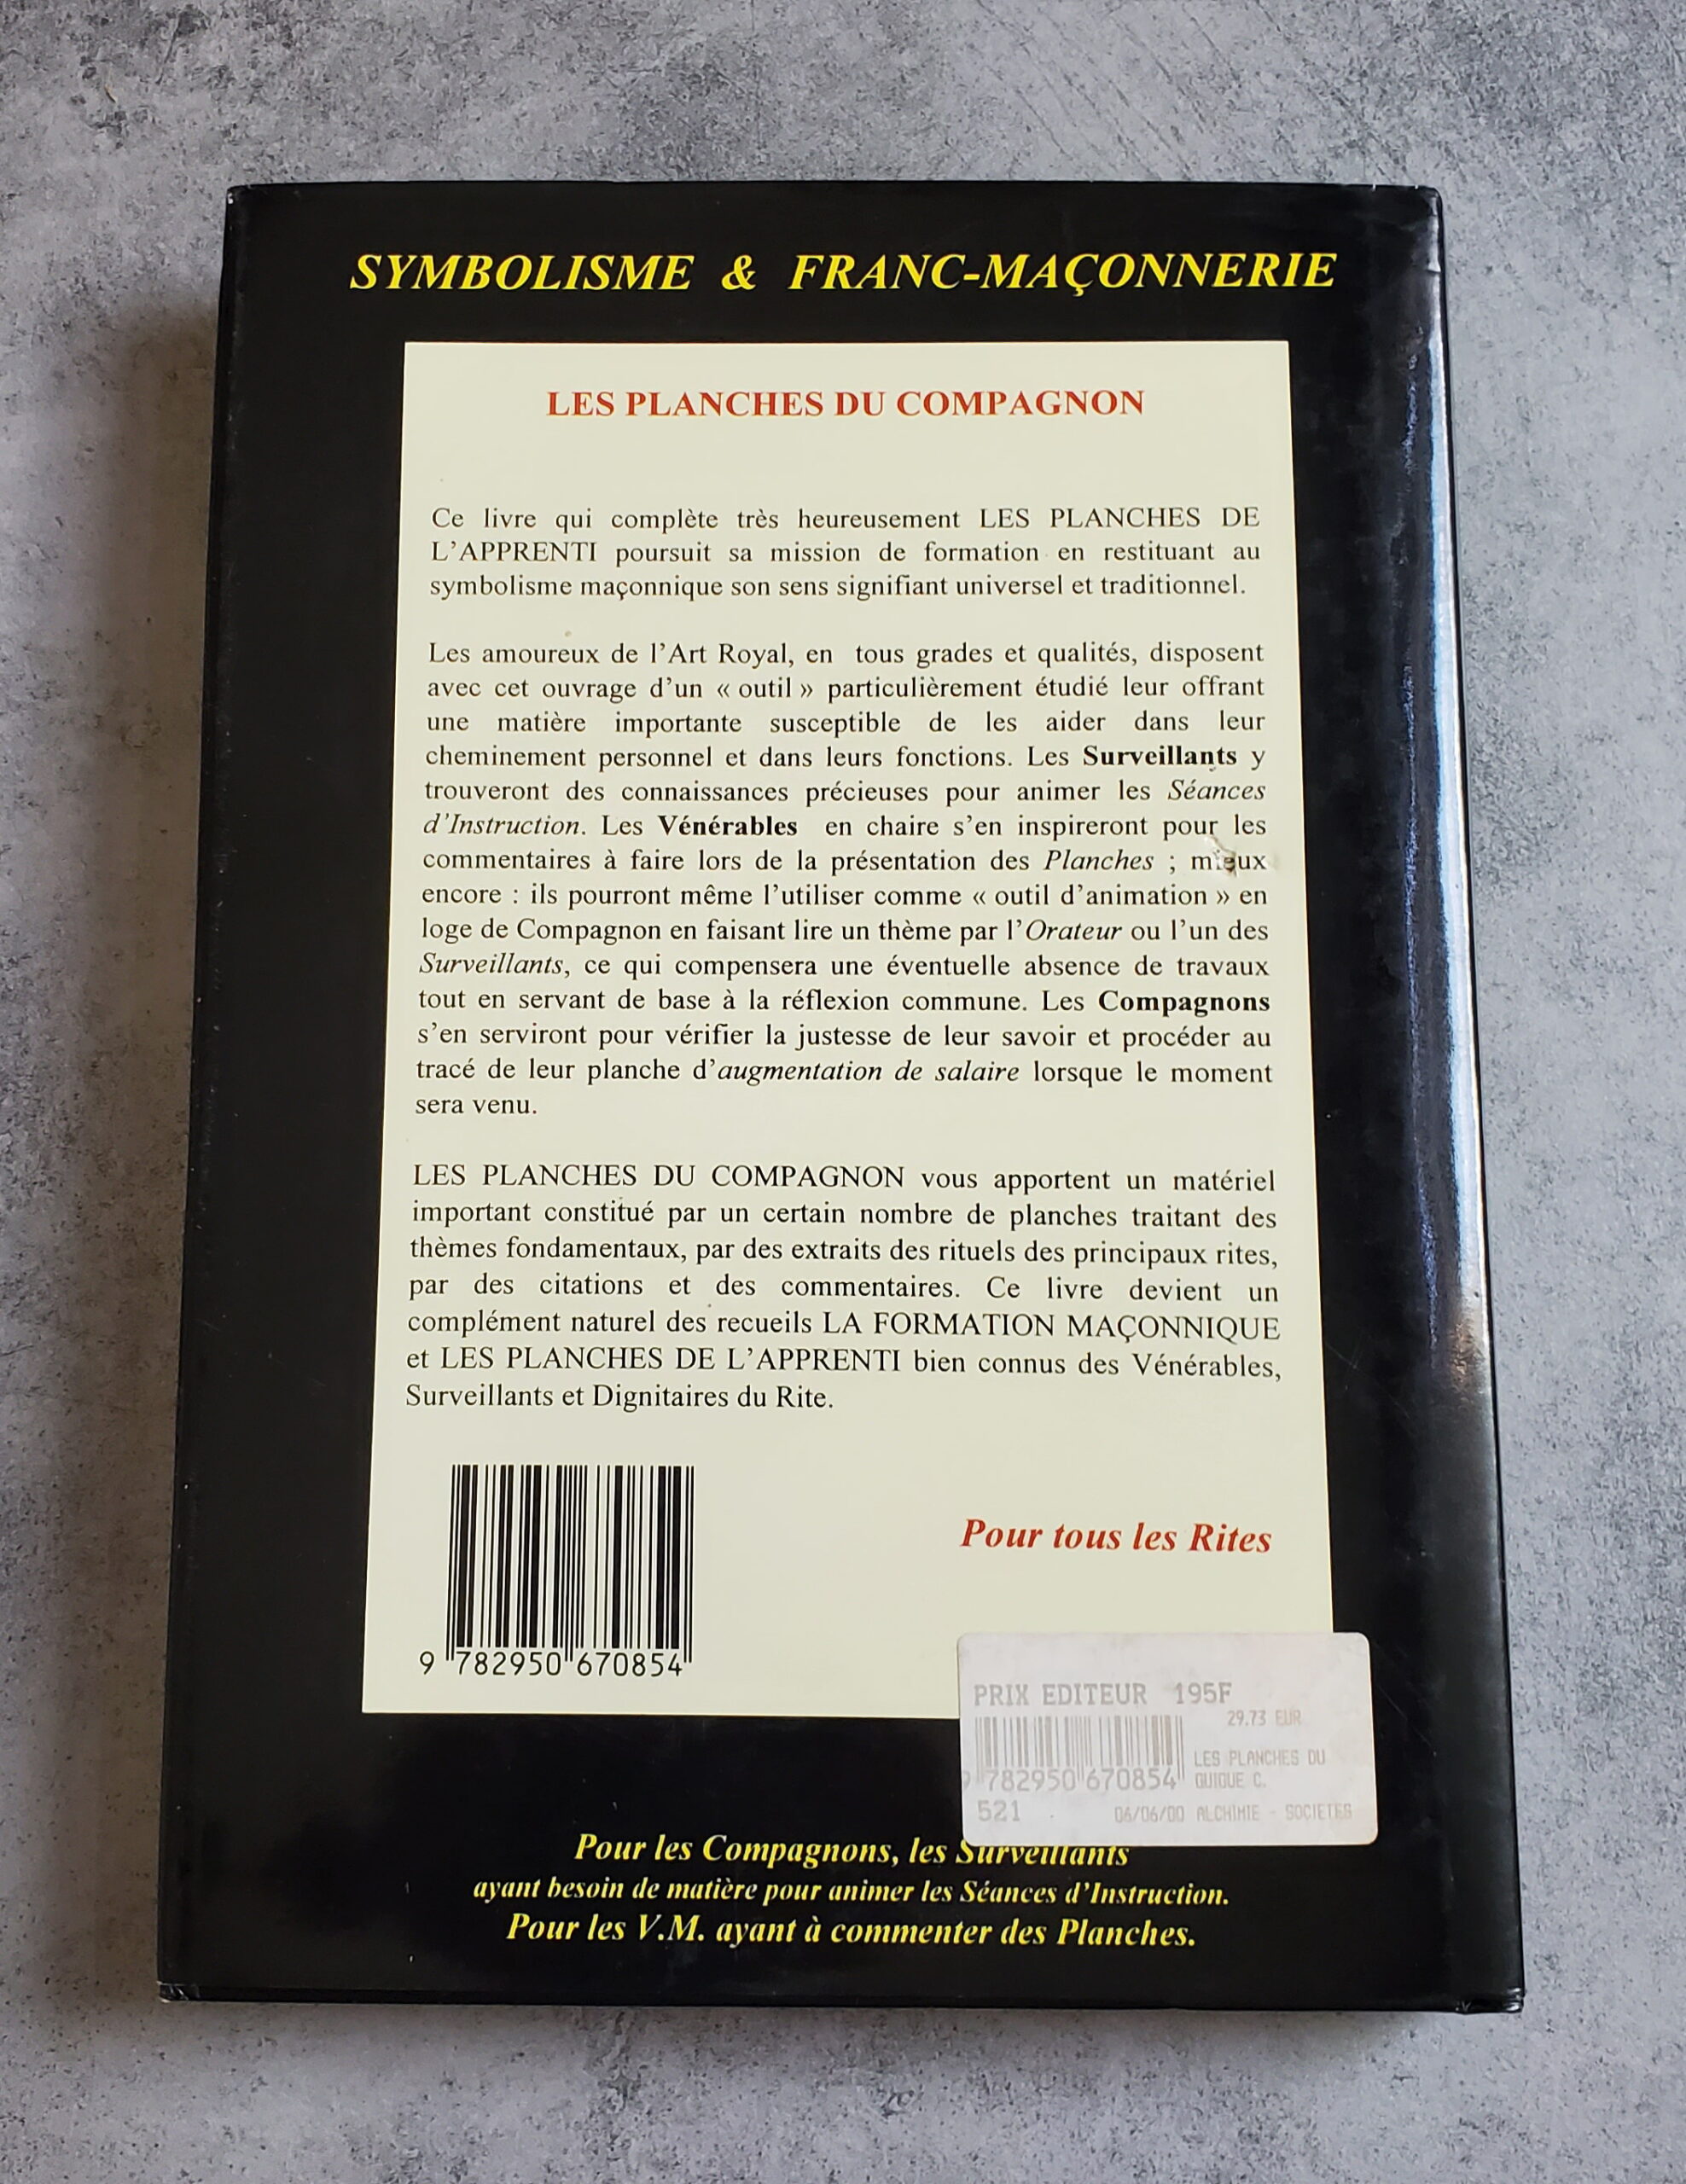 SYMBOLISME & FRANC-MAÇONNERIE
LES PLANCHES DU COMPAGNON
Ce livre qui complète très heureusement LES PLANCHES DE
L’APPRENTI poursuit sa mission de formation en restituant au
symbolisme maçonnique son sens signifiant universel et traditionnel.
Les amoureux de l’Art Royal, en tous grades et qualités, disposent
avec cet ouvrage d’un « outil » particulièrement étudié leur offrant
une matière importante susceptible de les aider dans leur
cheminement personnel et dans leurs fonctions. Les Surveillants y
trouveront des connaissances précieuses pour animer les Séances
d’Instruction. Les Vénérables en chaire s’en inspireront pour les
commentaires à faire lors de la présentation des Planches ; mieux
encore : ils pourront même l’utiliser comme « outil d’animation » en
loge de Compagnon en faisant lire un thème par l’Orateur ou l’un des
Surveillants, ce qui compensera une éventuelle absence de travaux
tout en servant de base à la réflexion commune. Les Compagnons
s’en serviront pour vérifier la justesse de leur savoir et procéder au
tracé de leur planche d’augmentation de salaire lorsque le moment
sera venu.
LES PLANCHES DU COMPAGNON vous apportent un matériel
important constitué par un certain nombre de planches traitant des
thèmes fondamentaux, par des extraits des rituels des principaux rites,
par des citations et des commentaires. Ce livre devient un
complément naturel des recueils LA FORMATION MAÇONNIQUE
et LES PLANCHES DE L’APPRENTI bien connus des Vénérables,
Surveillants et Dignitaires du Rite.
Pour tous les Rites
9 782950 670854
PRIX EDITEUR 195F
29.73 EUR
LES PLANCHES DU
9 782950 670854 GUIGUE C.
521 06/06/00 ALCHIMIE - SOCIETES
Pour les Compagnons, les Surveillants
ayant besoin de matière pour animer les Séances d’Instruction.
Pour les V.M. ayant à commenter des Planches.